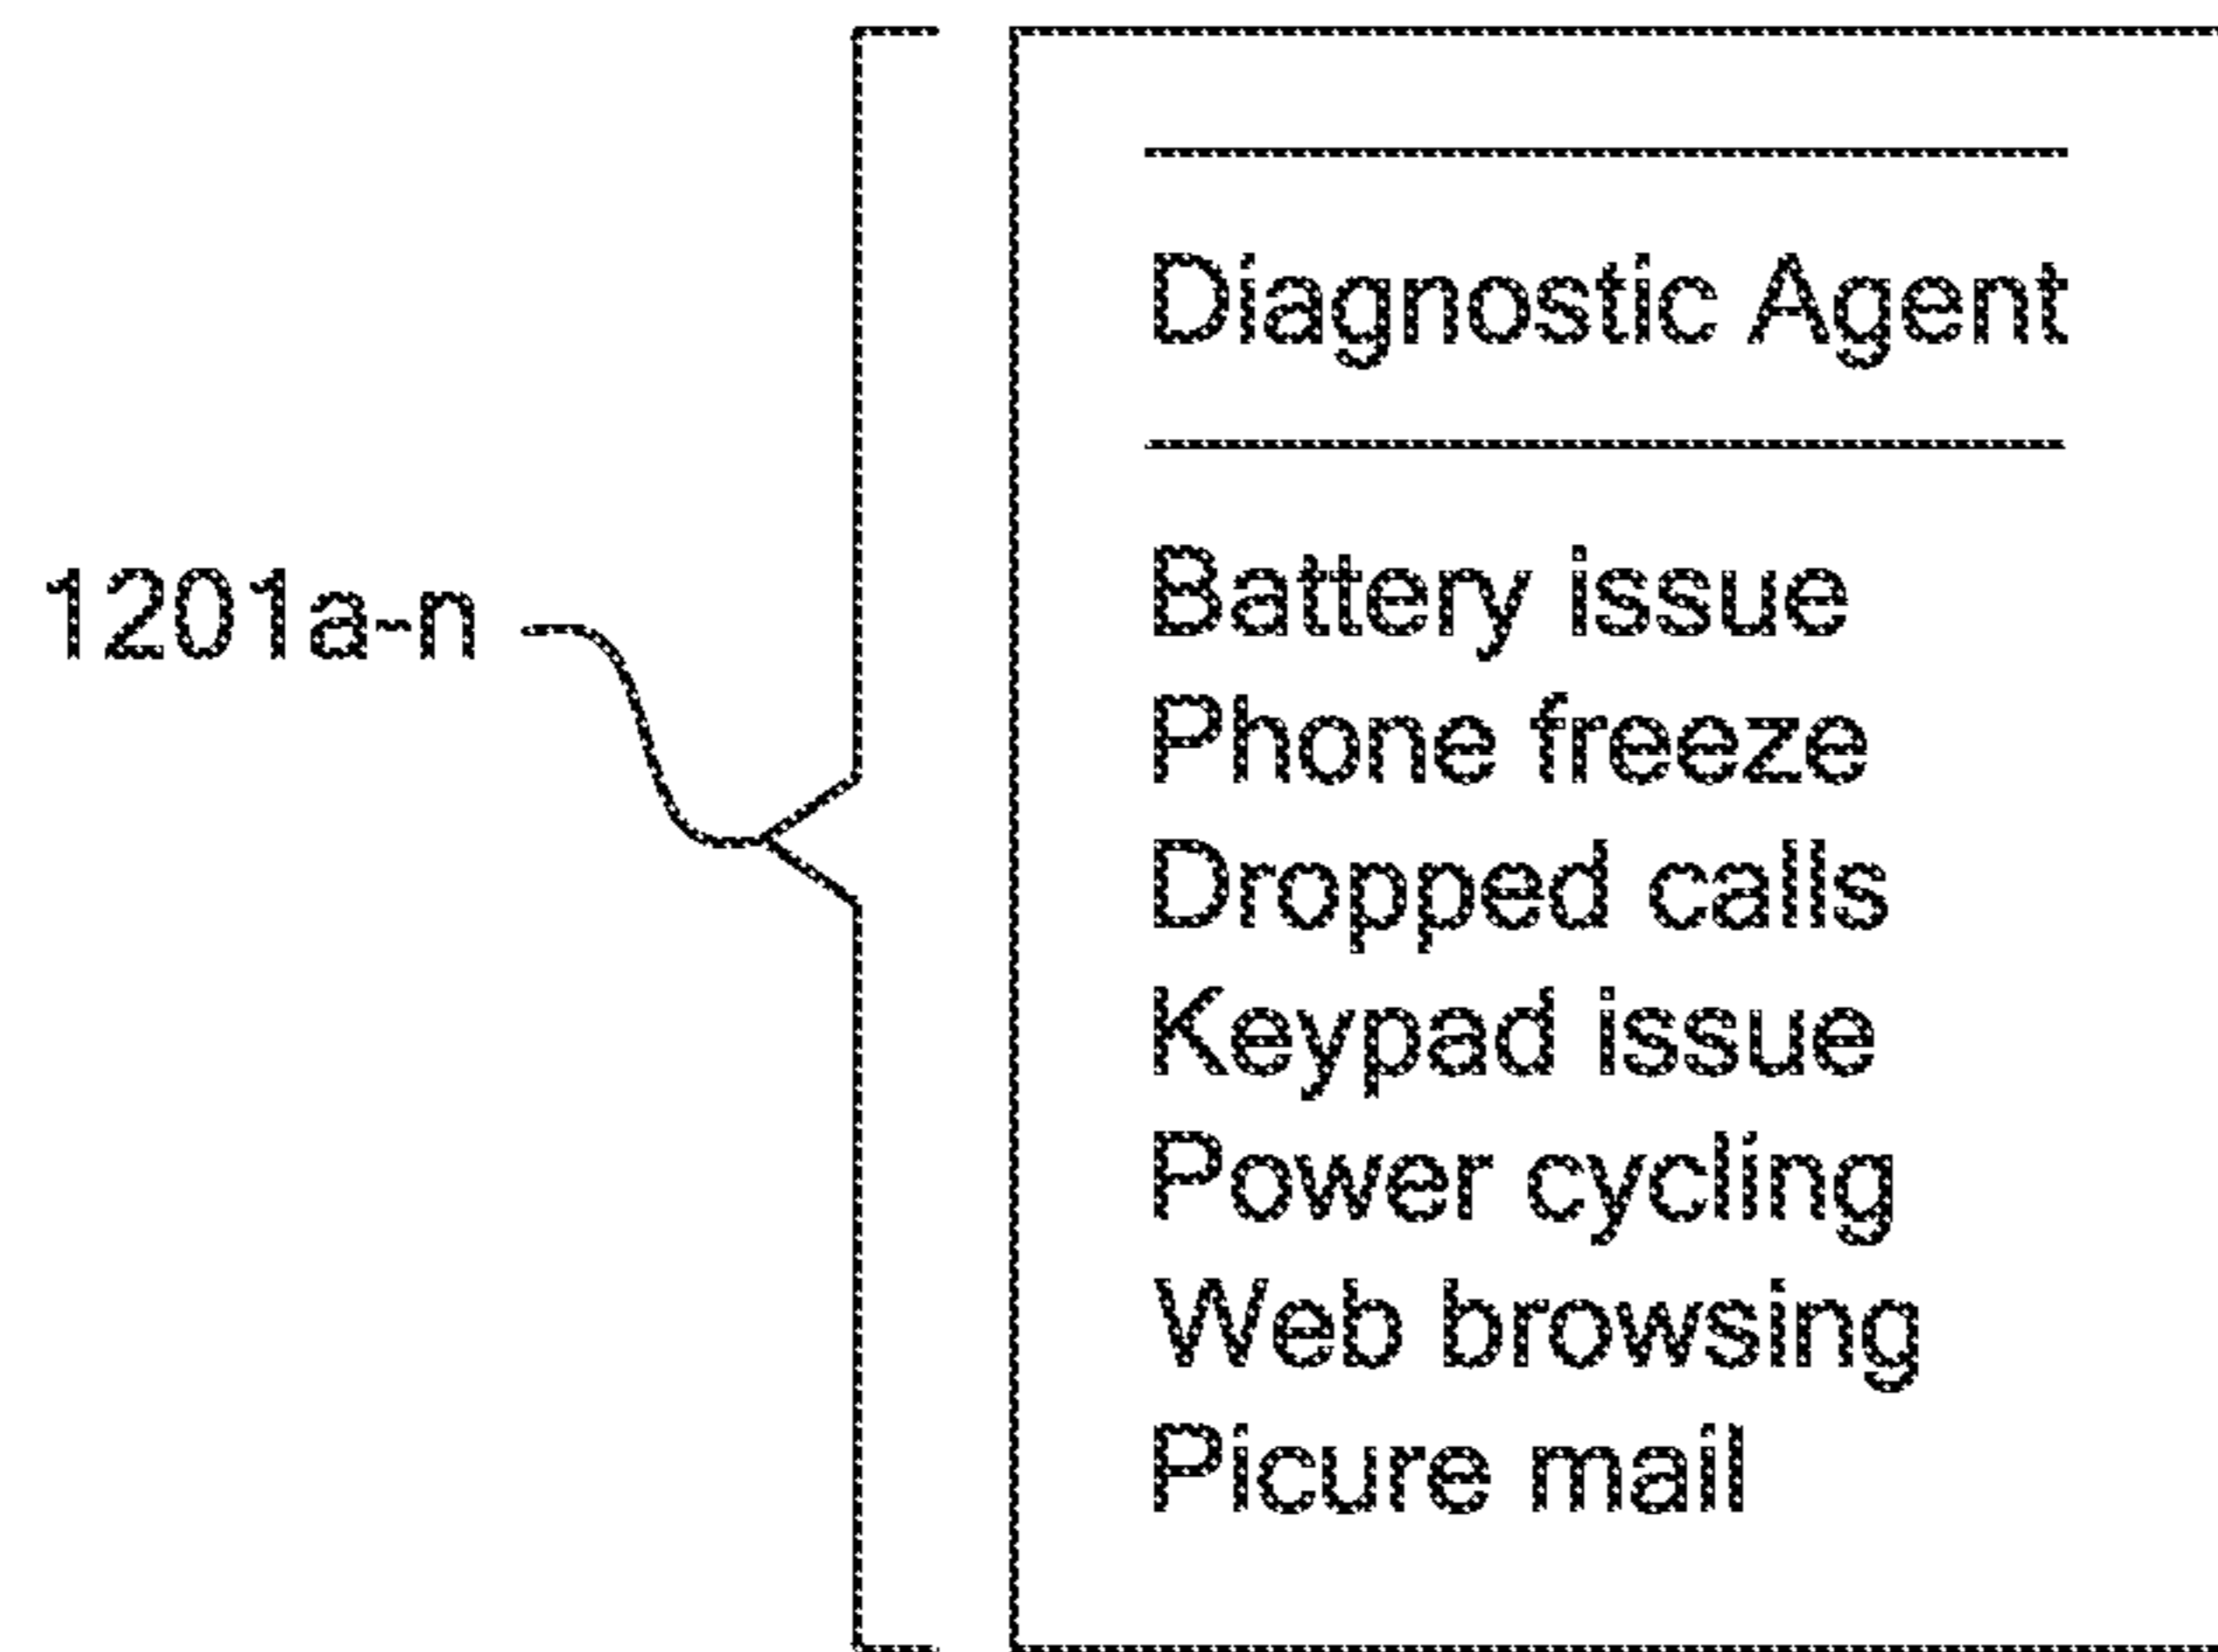 Diagnostic Agent
1201a-n
Battery issue
Phone freeze
Dropped calls
Keypad issue
Power cycling
Web browsing
Picure mail